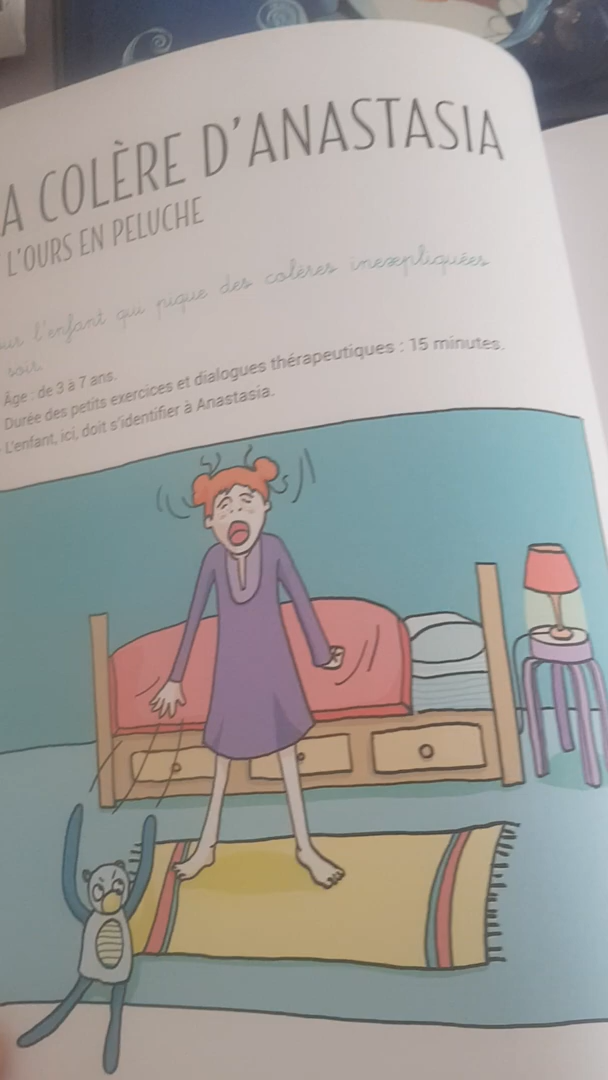 A COLÈRE D'ANASTASIA
L'OURS EN PELUCHE
l'enfant qui pique des colères inexpliquées
soir.
Âge : de 3 à 7 ans.
Durée des petits exercices et dialogues thérapeutiques : 15 minutes.
L'enfant, ici, doit s'identifier à Anastasia.